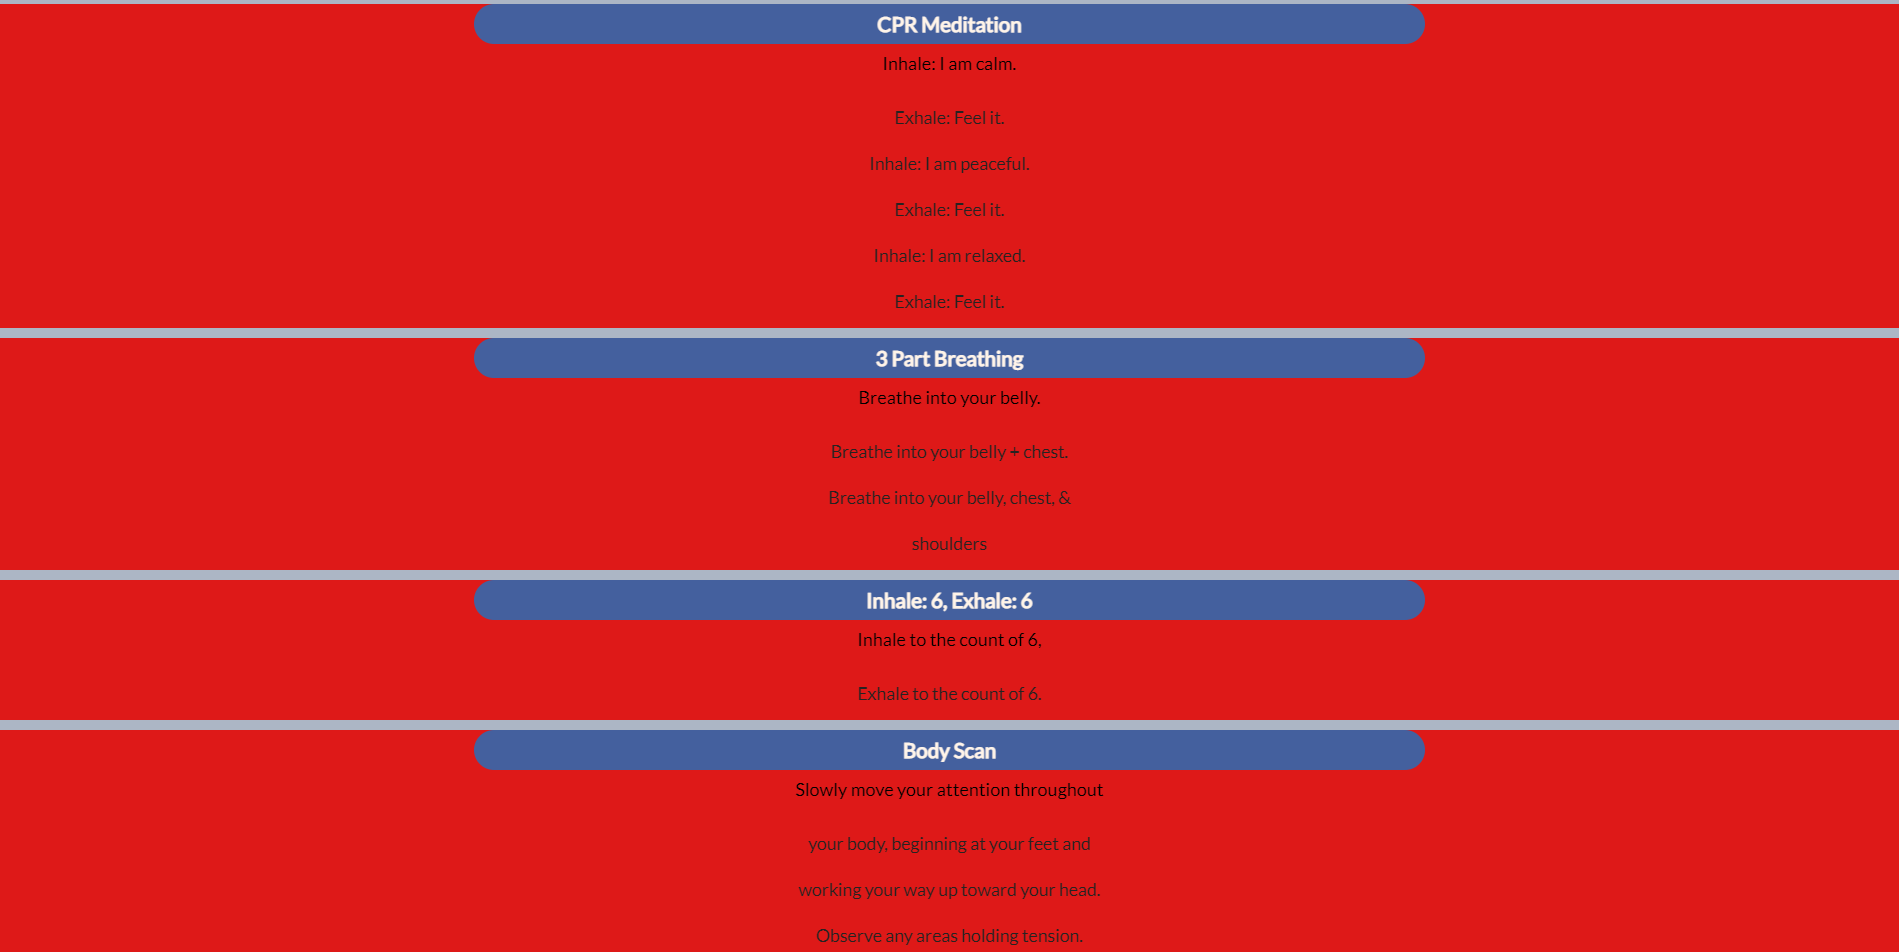 CPR Meditation
Inhale: I am calm.
Exhale: Feel it.
Inhale: I am peaceful.
Exhale: Feel it.
Inhale: I am relaxed.
Exhale: Feel it.
3 Part Breathing
Breathe into your belly.
Breathe into your belly + chest.
Breathe into your belly, chest, &
shoulders
Inhale: 6, Exhale: 6
Inhale to the count of 6,
Exhale to the count of 6.
Body Scan
Slowly move your attention throughout
your body, beginning at your feet and
working your way up toward your head.
Observe any areas holding tension.